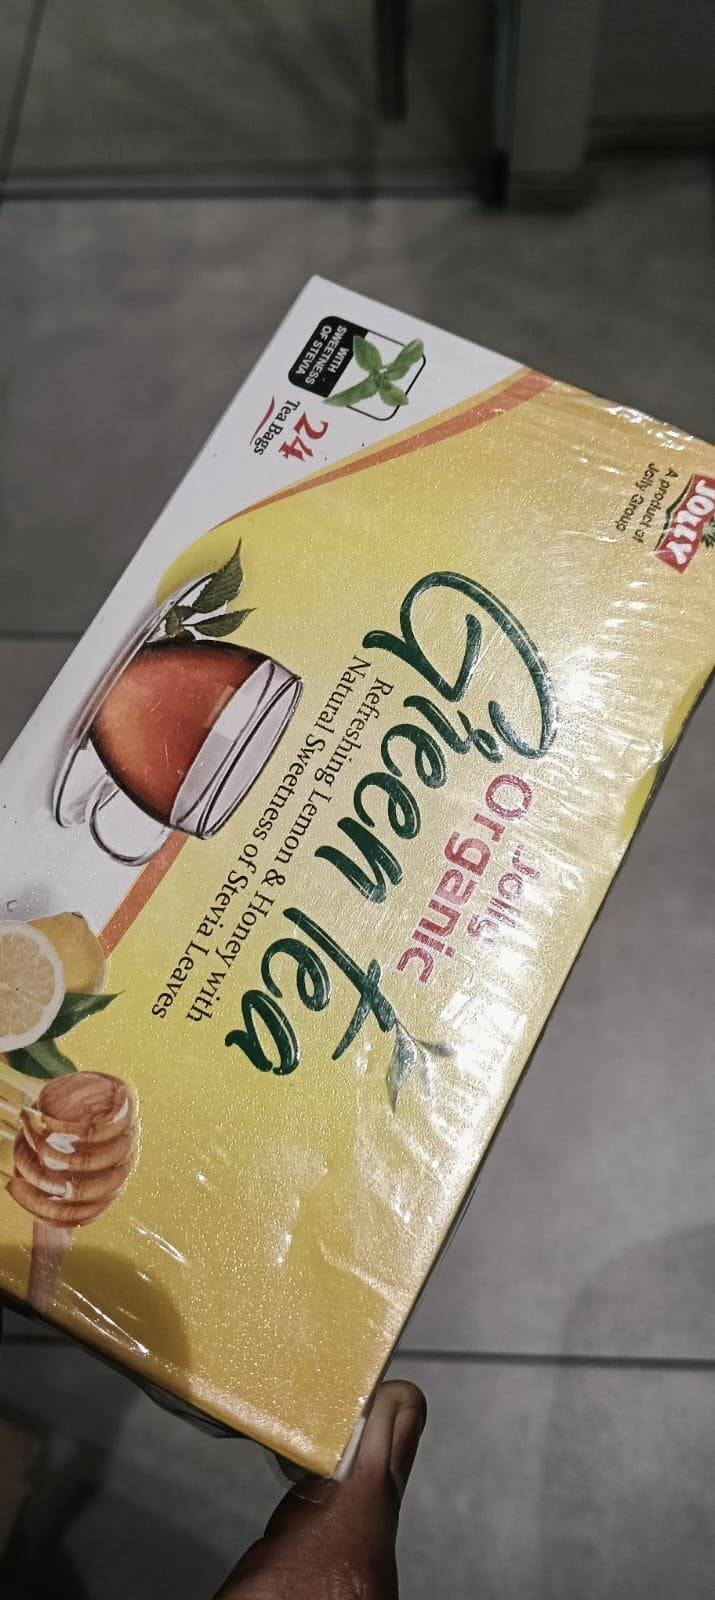 JOLLY
A product of
Jolly Group
WITH
SWEETNESS
OF STEVIA
24
Tea Bags
Jolly
Organic
Green tea
Refreshing Lemon & Honey with
Natural Sweetness of Stevia Leaves